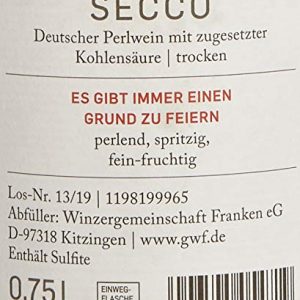 SECCO
Deutscher Perlwein mit zugesetzter
Kohlensäure | trocken
ES GIBT IMMER EINEN
GRUND ZU FEIERN
perlend, spritzig,
fein-fruchtig
Los-Nr. 13/19 | 1198199965
Abfüller: Winzergemeinschaft Franken eG
D-97318 Kitzingen | www.gwf.de
Enthält Sulfite
0,75l
EINWEG-
FLASCHE